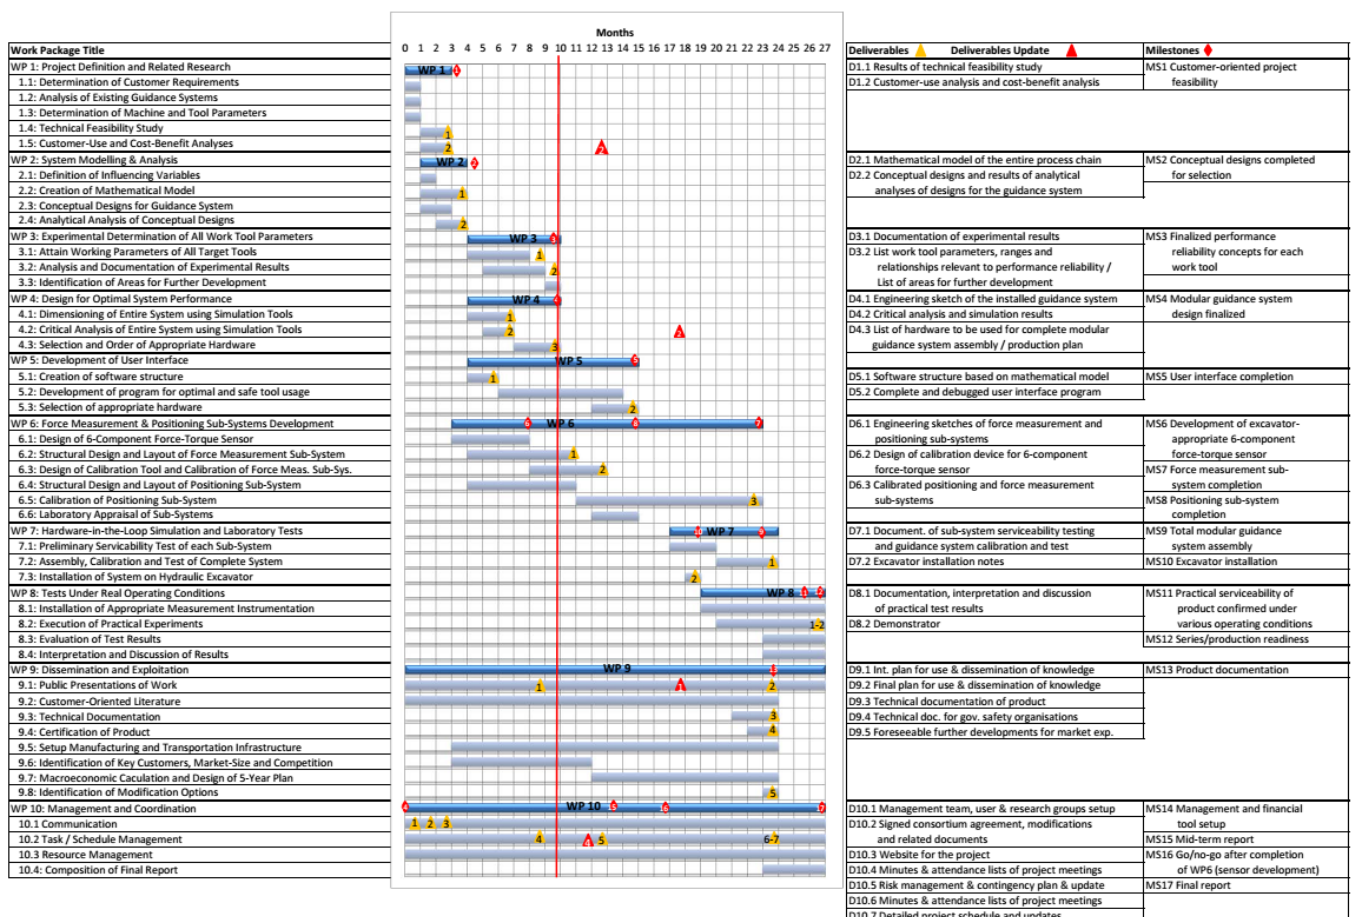 Months
0 1 2 3 4 5 6 7 8 9 10 11 12 13 14 15 16 17 18 19 20 21 22 23 24 25 26 27
Work Package Title
Deliverables Deliverables Update Milestones
WP 1: Project Definition and Related Research
WP 1 1
D1.1 Results of technical feasibility study
MS1 Customer-oriented project
1.1: Determination of Customer Requirements
D1.2 Customer-use analysis and cost-benefit analysis
feasibility
1.2: Analysis of Existing Guidance Systems
1.3: Determination of Machine and Tool Parameters
1.4: Technical Feasibility Study
1
1.5: Customer-Use and Cost-Benefit Analyses
2 2
WP 2: System Modelling & Analysis
WP 2 2
D2.1 Mathematical model of the entire process chain
MS2 Conceptual designs completed
2.1: Definition of Influencing Variables
D2.2 Conceptual designs and results of analytical
for selection
2.2: Creation of Mathematical Model
1
analyses of designs for the guidance system
2.3: Conceptual Designs for Guidance System
2.4: Analytical Analysis of Conceptual Designs
2
WP 3: Experimental Determination of All Work Tool Parameters
WP 3 3
D3.1 Documentation of experimental results
MS3 Finalized performance
3.1: Attain Working Parameters of All Target Tools
1
D3.2 List work tool parameters, ranges and
reliability concepts for each
3.2: Analysis and Documentation of Experimental Results
2
relationships relevant to performance reliability /
work tool
3.3: Identification of Areas for Further Development
List of areas for further development
WP 4: Design for Optimal System Performance
WP 4
D4.1 Engineering sketch of the installed guidance system
MS4 Modular guidance system
4.1: Dimensioning of Entire System using Simulation Tools
1
D4.2 Critical analysis and simulation results
design finalized
4.2: Critical Analysis of Entire System using Simulation Tools
2 2
D4.3 List of hardware to be used for complete modular
4.3: Selection and Order of Appropriate Hardware
3
guidance system assembly / production plan
WP 5: Development of User Interface
WP 5 5
5.1: Creation of software structure
1
D5.1 Software structure based on mathematical model
MS5 User interface completion
5.2: Development of program for optimal and safe tool usage
D5.2 Complete and debugged user interface program
5.3: Selection of appropriate hardware
2
WP 6: Force Measurement & Positioning Sub-Systems Development
6 WP 6 8 7
D6.1 Engineering sketches of force measurement and
MS6 Development of excavator-
6.1: Design of 6-Component Force-Torque Sensor
positioning sub-systems
appropriate 6-component
6.2: Structural Design and Layout of Force Measurement Sub-System
1
D6.2 Design of calibration device for 6-component
force-torque sensor
6.3: Design of Calibration Tool and Calibration of Force Meas. Sub-Sys.
2
force-torque sensor
MS7 Force measurement sub-
6.4: Structural Design and Layout of Positioning Sub-System
D6.3 Calibrated positioning and force measurement
system completion
6.5: Calibration of Positioning Sub-System
3
sub-systems
MS8 Positioning sub-system
6.6: Laboratory Appraisal of Sub-Systems
completion
WP 7: Hardware-in-the-Loop Simulation and Laboratory Tests
WP 7 9
D7.1 Document. of sub-system serviceability testing
MS9 Total modular guidance
7.1: Preliminary Servicability Test of each Sub-System
and guidance system calibration and test
system assembly
7.2: Assembly, Calibration and Test of Complete System
1
D7.2 Excavator installation notes
MS10 Excavator installation
7.3: Installation of System on Hydraulic Excavator
2
WP 8: Tests Under Real Operating Conditions
WP 8
D8.1 Documentation, interpretation and discussion
MS11 Practical serviceability of
8.1: Installation of Appropriate Measurement Instrumentation
of practical test results
product confirmed under
8.2: Execution of Practical Experiments
1-2
D8.2 Demonstrator
various operating conditions
8.3: Evaluation of Test Results
MS12 Series/production readiness
8.4: Interpretation and Discussion of Results
WP 9: Dissemination and Exploitation
WP 9
D9.1 Int. plan for use & dissemination of knowledge
MS13 Product documentation
9.1: Public Presentations of Work
1 1 2
D9.2 Final plan for use & dissemination of knowledge
9.2: Customer-Oriented Literature
D9.3 Technical documentation of product
9.3: Technical Documentation
3
D9.4 Technical doc. for gov. safety organisations
9.4: Certification of Product
4
D9.5 Foreseeable further developments for market exp.
9.5: Setup Manufacturing and Transportation Infrastructure
9.6: Identification of Key Customers, Market-Size and Competition
9.7: Macroeconomic Caculation and Design of 5-Year Plan
9.8: Identification of Modification Options
5
WP 10: Management and Coordination
WP 10 15 16
D10.1 Management team, user & research groups setup
MS14 Management and financial
10.1 Communication
1 2 3
D10.2 Signed consortium agreement, modifications
tool setup
10.2 Task / Schedule Management
4 4 5 6-7
and related documents
MS15 Mid-term report
10.3 Resource Management
D10.3 Website for the project
MS16 Go/no-go after completion
10.4: Composition of Final Report
D10.4 Minutes & attendance lists of project meetings
of WP6 (sensor development)
D10.5 Risk management & contingency plan & update
MS17 Final report
D10.6 Minutes & attendance lists of project meetings
D10.7 Detailed project schedule and updates